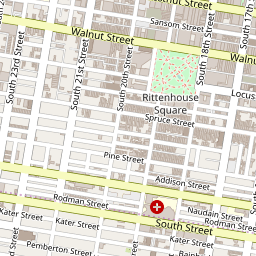 Chestnut Street
Sansom Street
South 17th
Walnut Street
Walnut
South 18th Street
South 23rd Street
South 21st Street
South 20th Street
Rittenhouse
Square
Locust
Spruce Street
Pine Street
Addison Street
Rodman Street
Naudain Street
Rodman Street
Kater Street
Kater Street
South Street
Kater Street
Pemberton Street